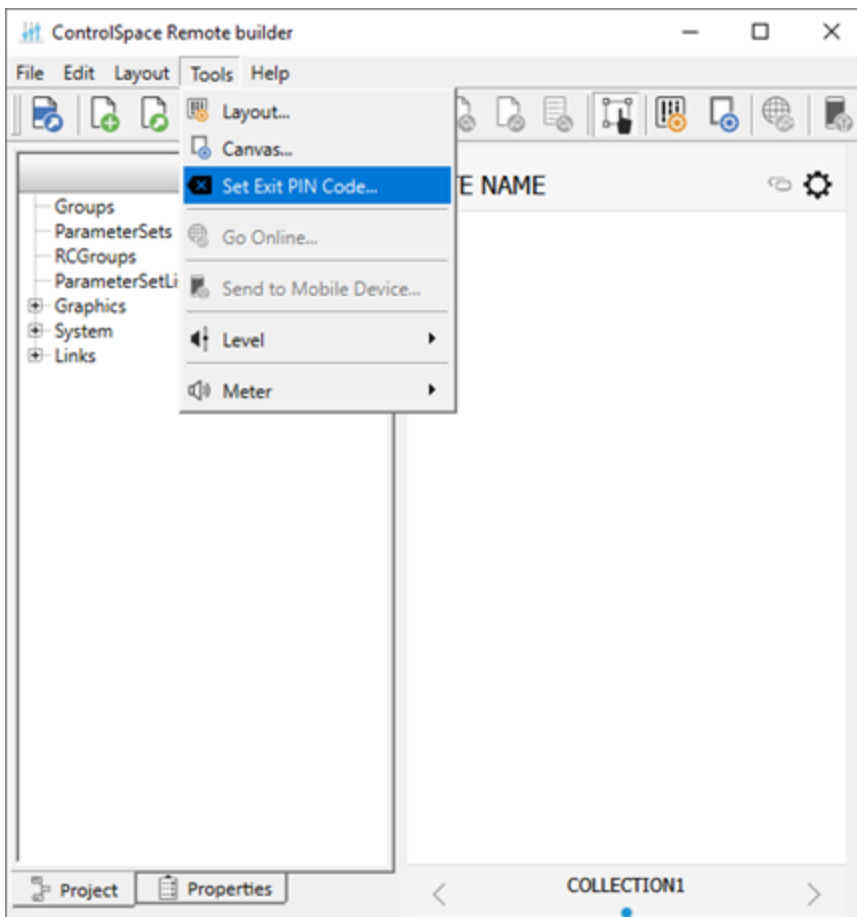 ControlSpace Remote builder
File Edit Layout Tools Help
Layout...
Canvas...
Set Exit PIN Code...
Go Online...
Send to Mobile Device...
Level
Meter
Groups
ParameterSets
RCGroups
ParameterSetLi
Graphics
System
Links
E NAME
Project Properties
COLLECTION1